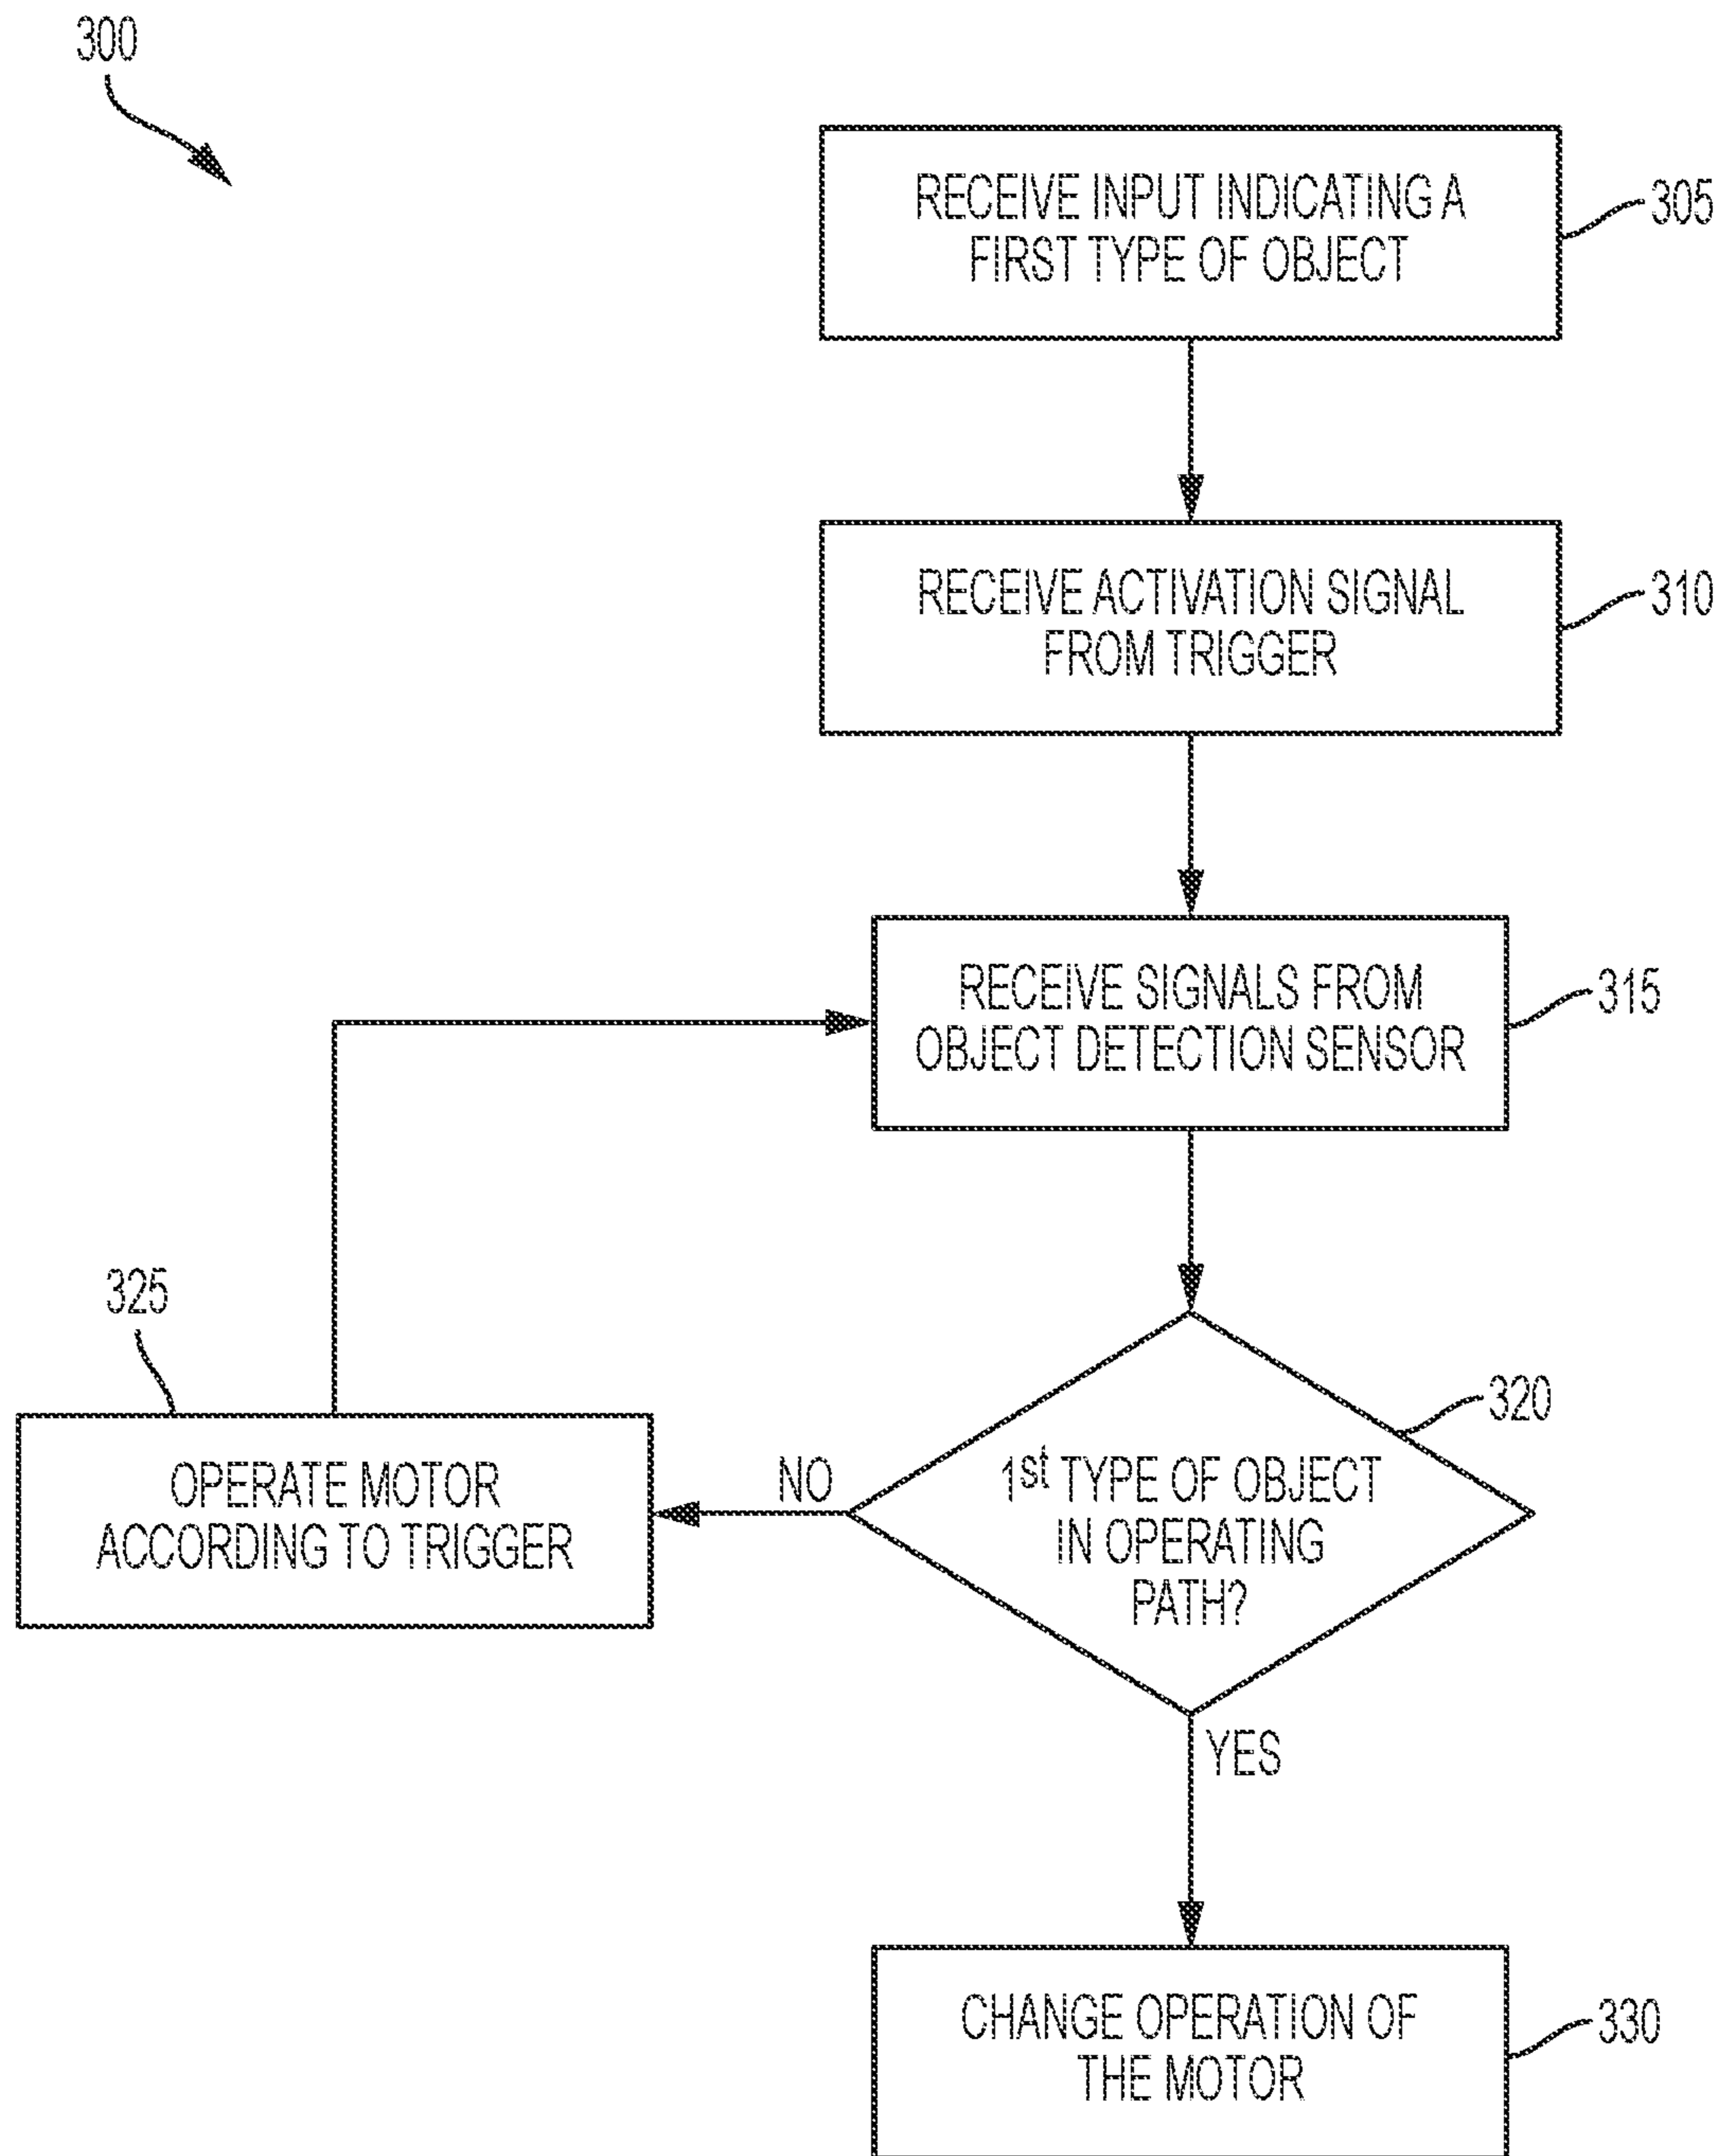 300
RECEIVE INPUT INDICATING A
FIRST TYPE OF OBJECT
305
RECEIVE ACTIVATION SIGNAL
FROM TRIGGER
310
RECEIVE SIGNALS FROM
OBJECT DETECTION SENSOR
315
325
OPERATE MOTOR
ACCORDING TO TRIGGER
NO
320
1st TYPE OF OBJECT
IN OPERATING
PATH?
YES
CHANGE OPERATION OF
THE MOTOR
330